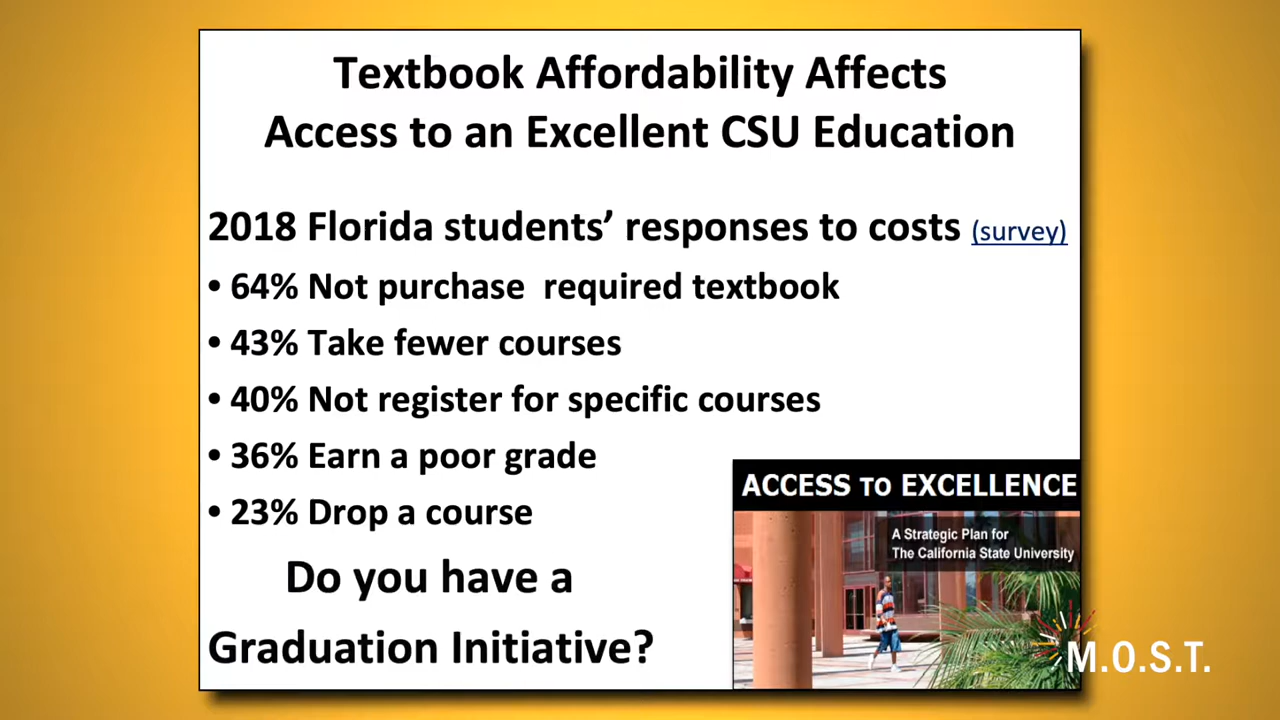 Textbook Affordability Affects
Access to an Excellent CSU Education
2018 Florida students’ responses to costs (survey)
• 64% Not purchase required textbook
• 43% Take fewer courses
• 40% Not register for specific courses
• 36% Earn a poor grade
• 23% Drop a course
Do you have a
Graduation Initiative?
ACCESS TO EXCELLENCE
A Strategic Plan for
The California State University
M.O.S.T.